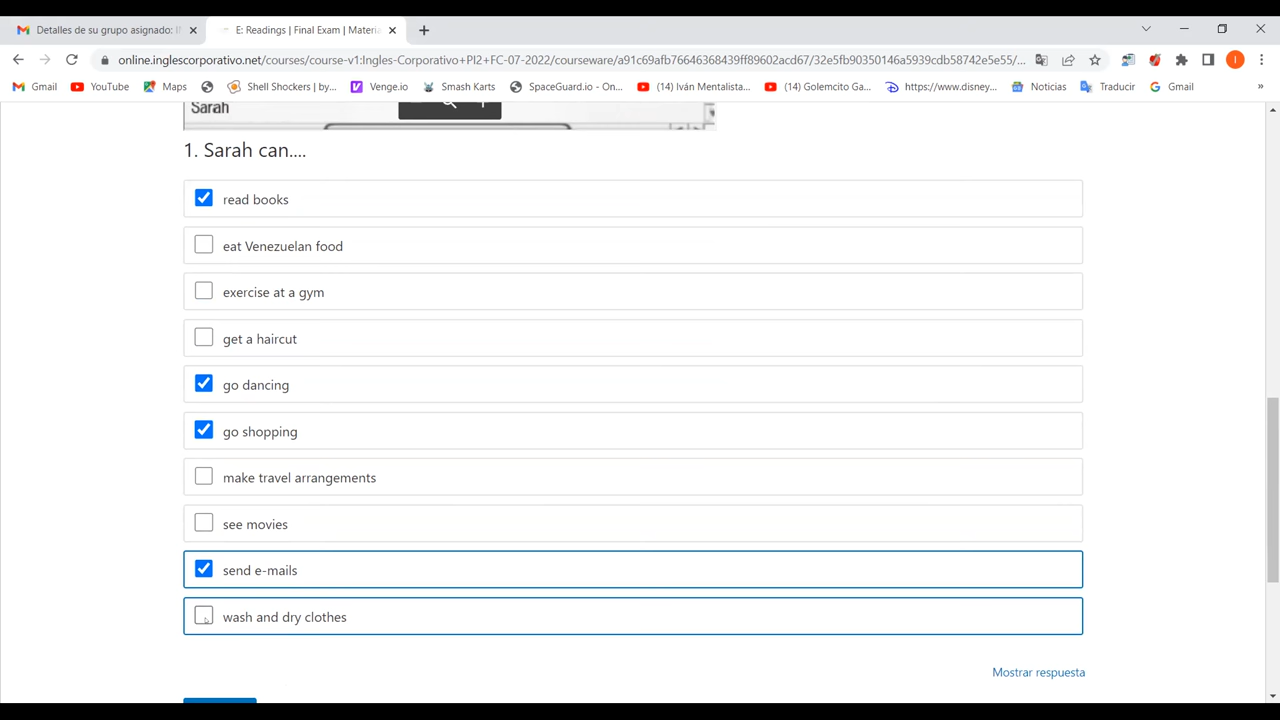 Detalles de su grupo asignado: I
E: Readings | Final Exam | Materia
online.inglescorporativo.net/courses/course-v1:Ingles-Corporativo+PI2+FC-07-2022/courseware/a91c69afb76646368439ff89602acd67/32e5fb90350146a5939cdb58742e5e55/...
Gmail YouTube Maps Shell Shockers | by... Verge.io Smash Karts SpaceGuard.io - On... (14) Iván Mentalista... (14) Golemcito Ga... https://www.disney... Noticias Traducir Gmail
Sarah
1. Sarah can....
read books
eat Venezuelan food
exercise at a gym
get a haircut
go dancing
go shopping
make travel arrangements
see movies
send e-mails
wash and dry clothes
Mostrar respuesta